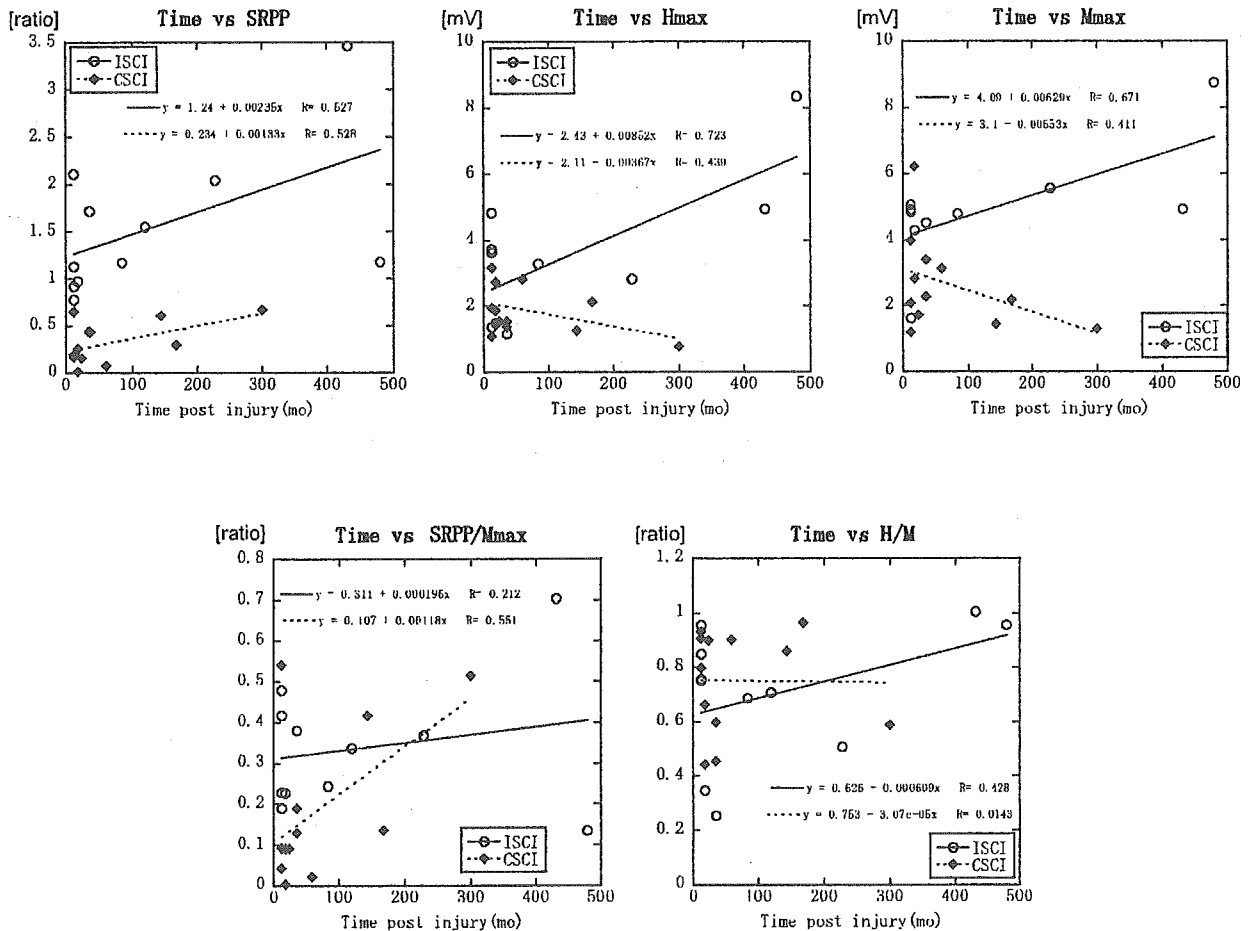 [ratio] Time vs SRPP
3.5
3
2.5
2
1.5
1
0.5
0
ISCI
CSCI
y = 1.24 + 0.00235x R= 0.527
y = 0.234 + 0.00133x R= 0.528
0 100 200 300 400 500
Time post injury(mo)
[mV] Time vs Hmax
10
8
6
4
2
0
ISCI
CSCI
y = 2.43 + 0.00852x R= 0.723
y = 2.11 - 0.00367x R= 0.439
0 100 200 300 400 500
Time post injury(mo)
[mV] Time vs Mmax
10
8
6
4
2
0
y = 4.09 + 0.00629x R= 0.671
y = 3.1 - 0.00653x R= 0.411
ISCI
CSCI
0 100 200 300 400 500
Time post injury(mo)
[ratio] Time vs SRPP/Mmax
0.8
0.7
0.6
0.5
0.4
0.3
0.2
0.1
0
y = 0.311 + 0.000196x R= 0.212
y = 0.107 + 0.00118x R= 0.551
ISCI
CSCI
0 100 200 300 400 500
Time post injury(mo)
[ratio] Time vs H/M
1.2
1
0.8
0.6
0.4
0.2
0
y = 0.626 - 0.000609x R= 0.428
y = 0.753 - 3.07e-05x R= 0.0143
ISCI
CSCI
0 100 200 300 400 500
Time post injury(mo)